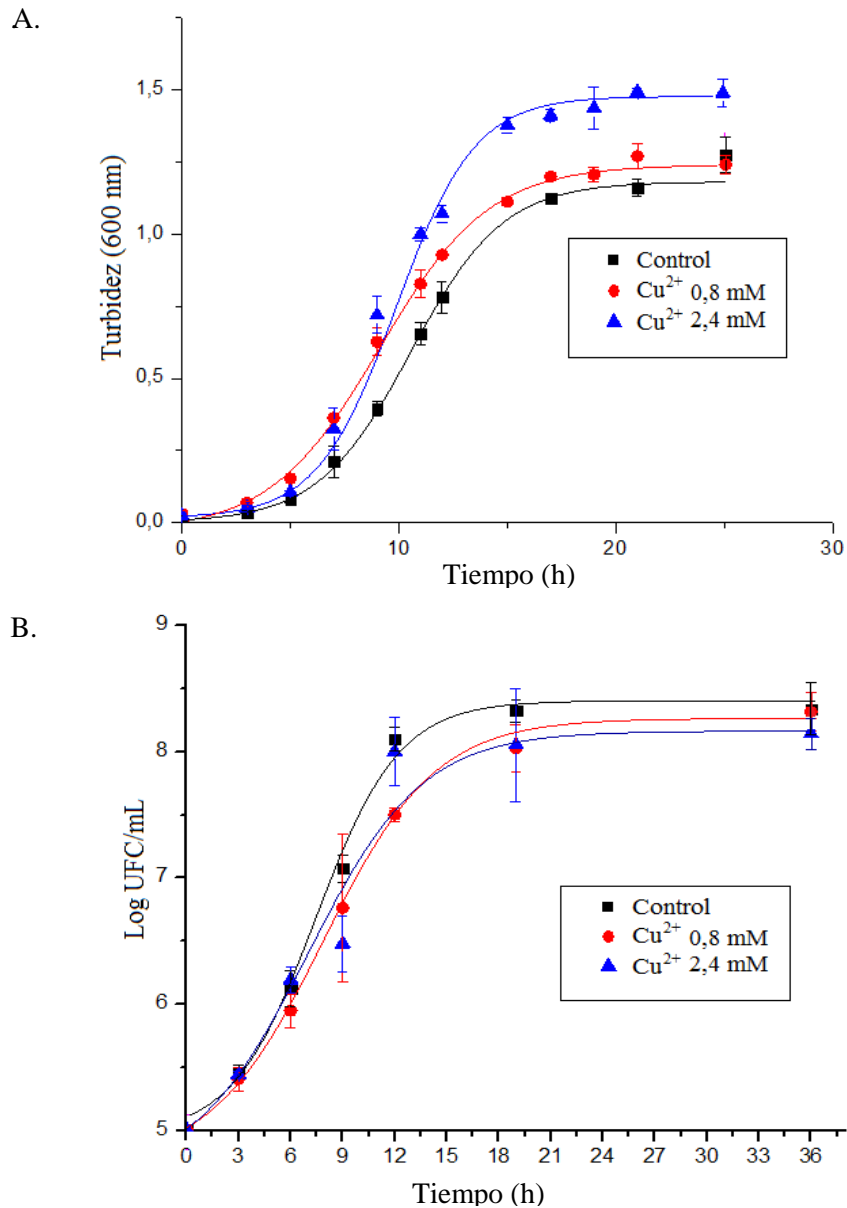 A.
Turbidez (600 nm)
1,5
1,0
0,5
0,0
0
10
20
30
Tiempo (h)
Control
Cu²⁺ 0,8 mM
Cu²⁺ 2,4 mM
B.
Log UFC/mL
9
8
7
6
5
0 3 6 9 12 15 18 21 24 27 30 33 36
Tiempo (h)
Control
Cu²⁺ 0,8 mM
Cu²⁺ 2,4 mM